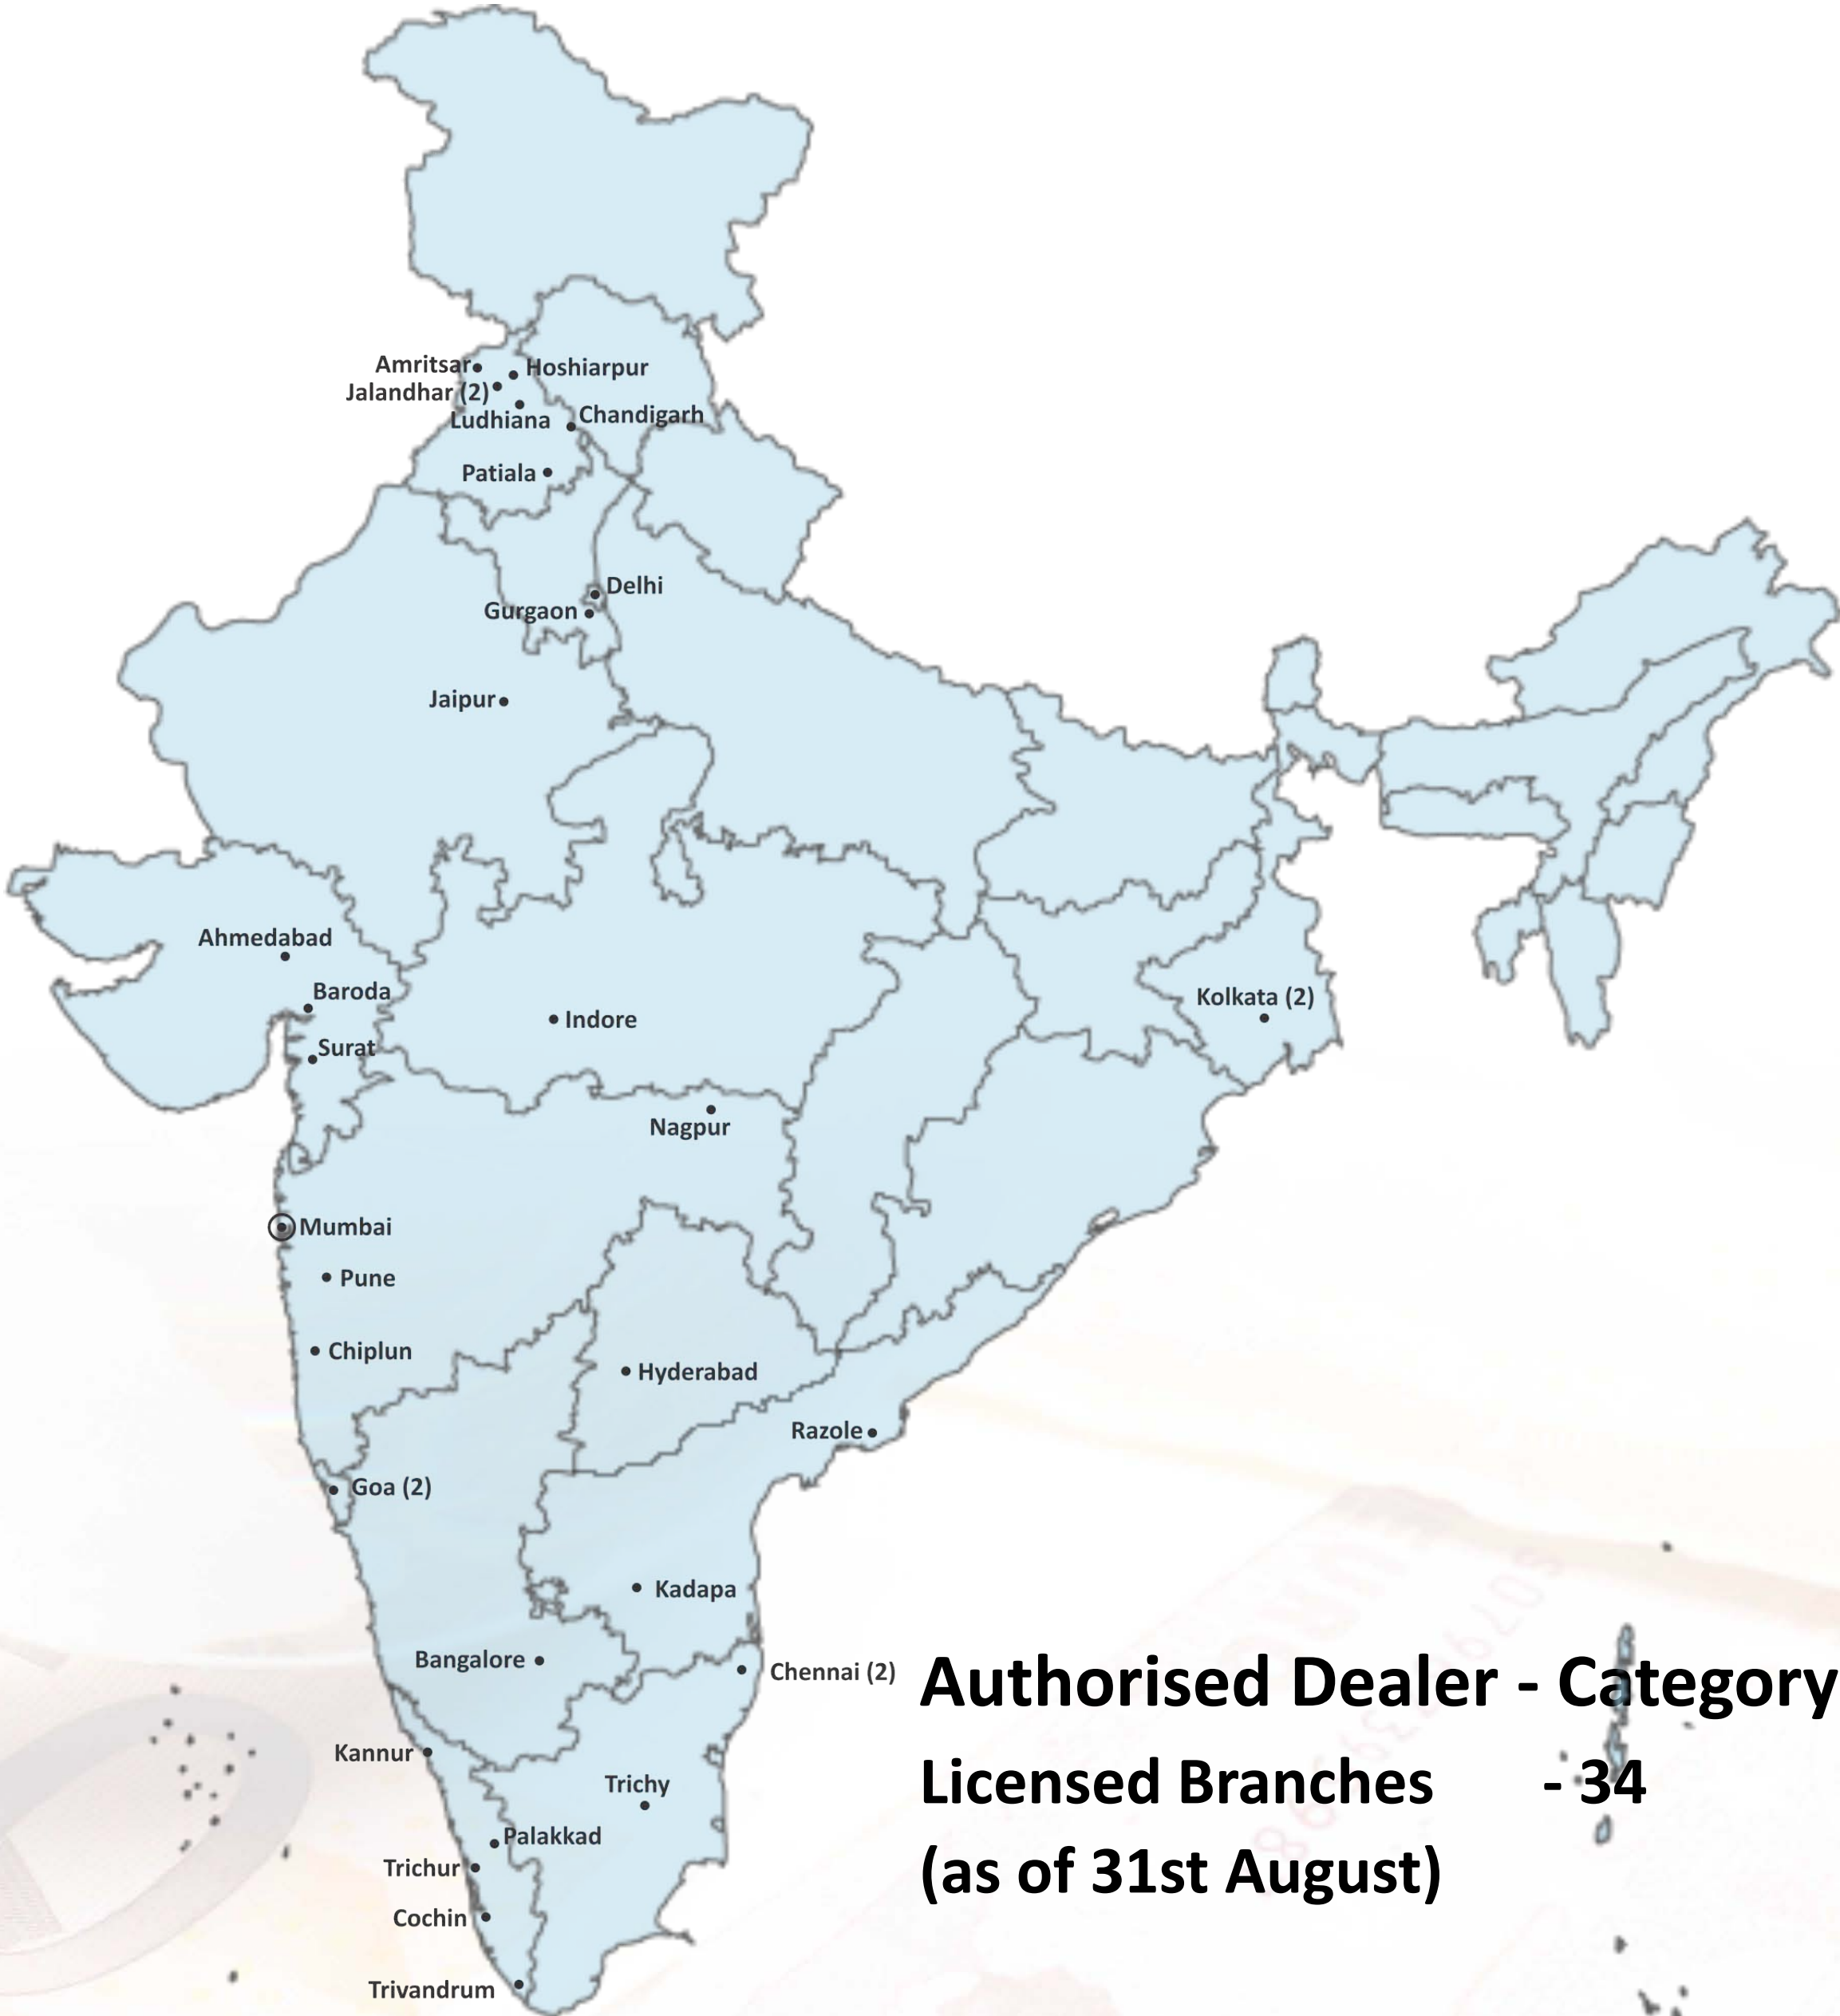 Amritsar
Hoshiarpur
Jalandhar (2)
Ludhiana
Chandigarh
Patiala
Delhi
Gurgaon
Jaipur
Ahmedabad
Baroda
Kolkata (2)
Indore
Surat
Nagpur
Mumbai
Pune
Chiplun
Hyderabad
Razole
Goa (2)
Kadapa
Bangalore
Chennai (2)
Authorised Dealer - Category
Kannur
Licensed Branches - 34
Trichy
Palakkad
(as of 31st August)
Trichur
Cochin
Trivandrum